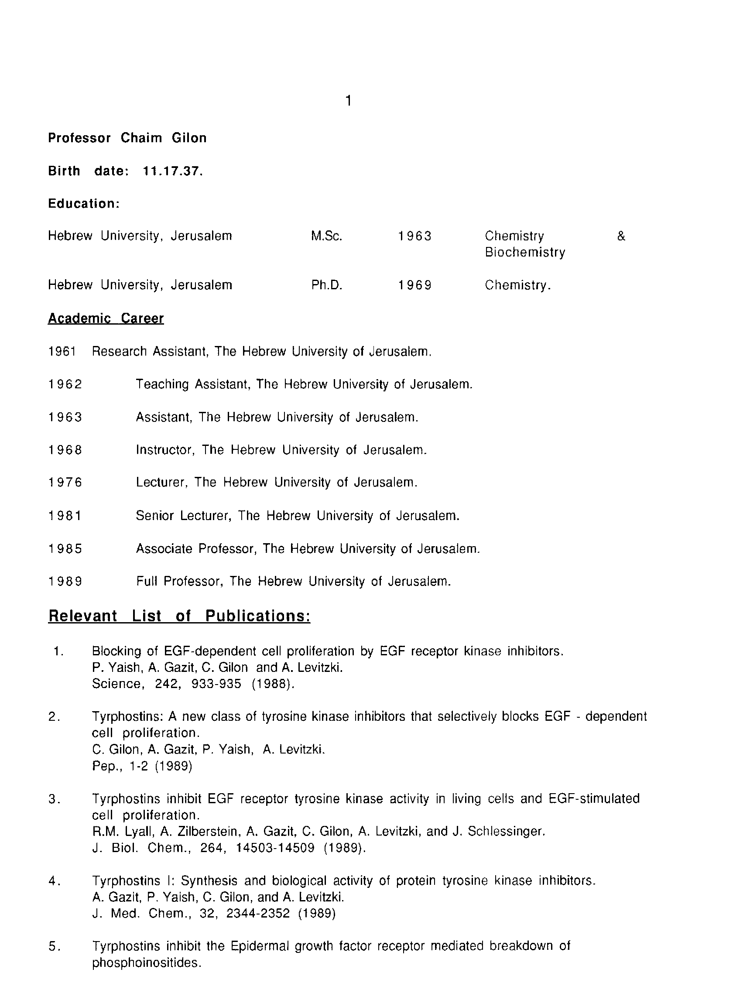 1
Professor Chaim Gilon
Birth date: 11.17.37.
Education:
Hebrew University, Jerusalem M.Sc. 1963 Chemistry &
Biochemistry
Hebrew University, Jerusalem Ph.D. 1969 Chemistry.
Academic Career
1961 Research Assistant, The Hebrew University of Jerusalem.
1962 Teaching Assistant, The Hebrew University of Jerusalem.
1963 Assistant, The Hebrew University of Jerusalem.
1968 Instructor, The Hebrew University of Jerusalem.
1976 Lecturer, The Hebrew University of Jerusalem.
1981 Senior Lecturer, The Hebrew University of Jerusalem.
1985 Associate Professor, The Hebrew University of Jerusalem.
1989 Full Professor, The Hebrew University of Jerusalem.
Relevant List of Publications:
1. Blocking of EGF-dependent cell proliferation by EGF receptor kinase inhibitors.
P. Yaish, A. Gazit, C. Gilon and A. Levitzki.
Science, 242, 933-935 (1988).
2. Tyrphostins: A new class of tyrosine kinase inhibitors that selectively blocks EGF - dependent
cell proliferation.
C. Gilon, A. Gazit, P. Yaish, A. Levitzki.
Pep., 1-2 (1989)
3. Tyrphostins inhibit EGF receptor tyrosine kinase activity in living cells and EGF-stimulated
cell proliferation.
R.M. Lyall, A. Zilberstein, A. Gazit, C. Gilon, A. Levitzki, and J. Schlessinger.
J. Biol. Chem., 264, 14503-14509 (1989).
4. Tyrphostins I: Synthesis and biological activity of protein tyrosine kinase inhibitors.
A. Gazit, P. Yaish, C. Gilon, and A. Levitzki.
J. Med. Chem., 32, 2344-2352 (1989)
5. Tyrphostins inhibit the Epidermal growth factor receptor mediated breakdown of
phosphoinositides.